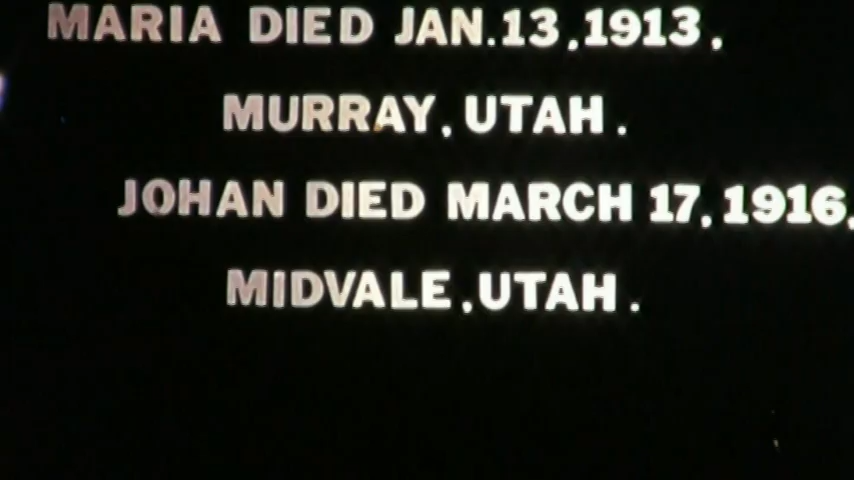 MARIA DIED JAN.13,1913,
MURRAY, UTAH.
JOHAN DIED MARCH 17,1916,
MIDVALE, UTAH.